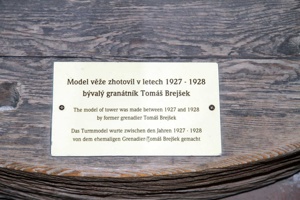 Model věže zhotovil v letech 1927 - 1928
bývalý granátník Tomáš Brejšek
The model of tower was made between 1927 and 1928
by former grenadier Tomáš Brejšek
Das Turnmodel wurte zwischen den Jahren 1927 - 1928
von dem ehemaligen Grenadier Tomáš Brejšek gemacht